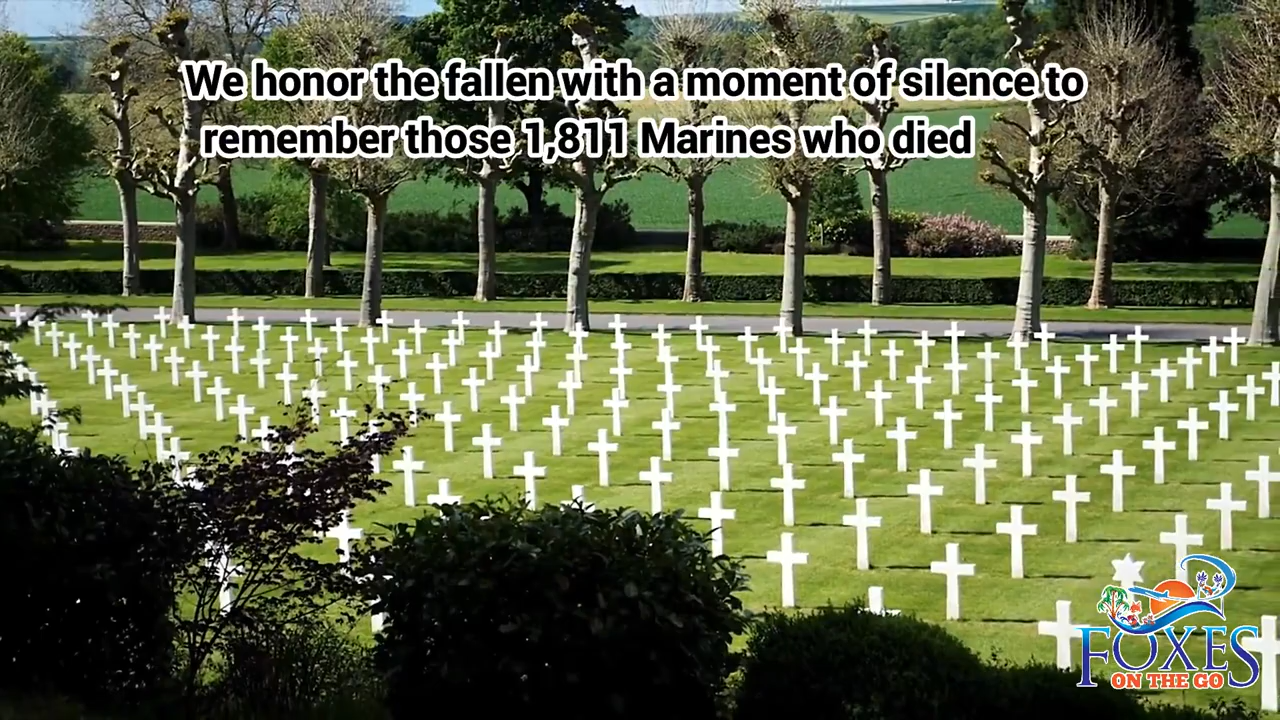 We honor the fallen with a moment of silence to
remember those 1,811 Marines who died
FOXES
ON THE GO